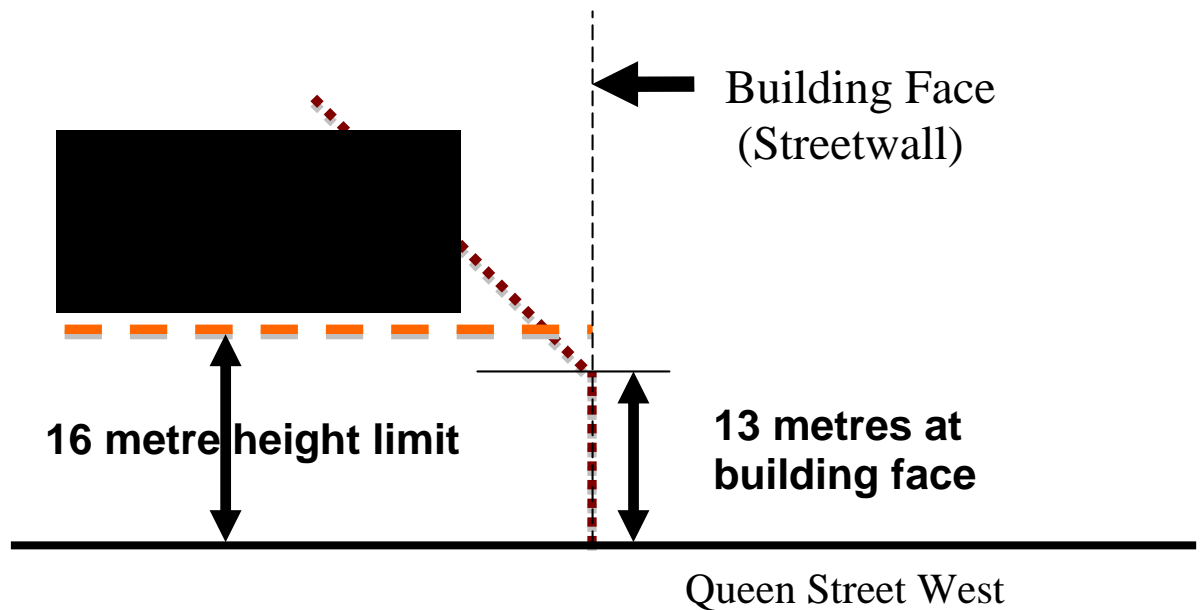 Building Face
(Streetwall)
16 metre height limit
13 metres at
building face
Queen Street West